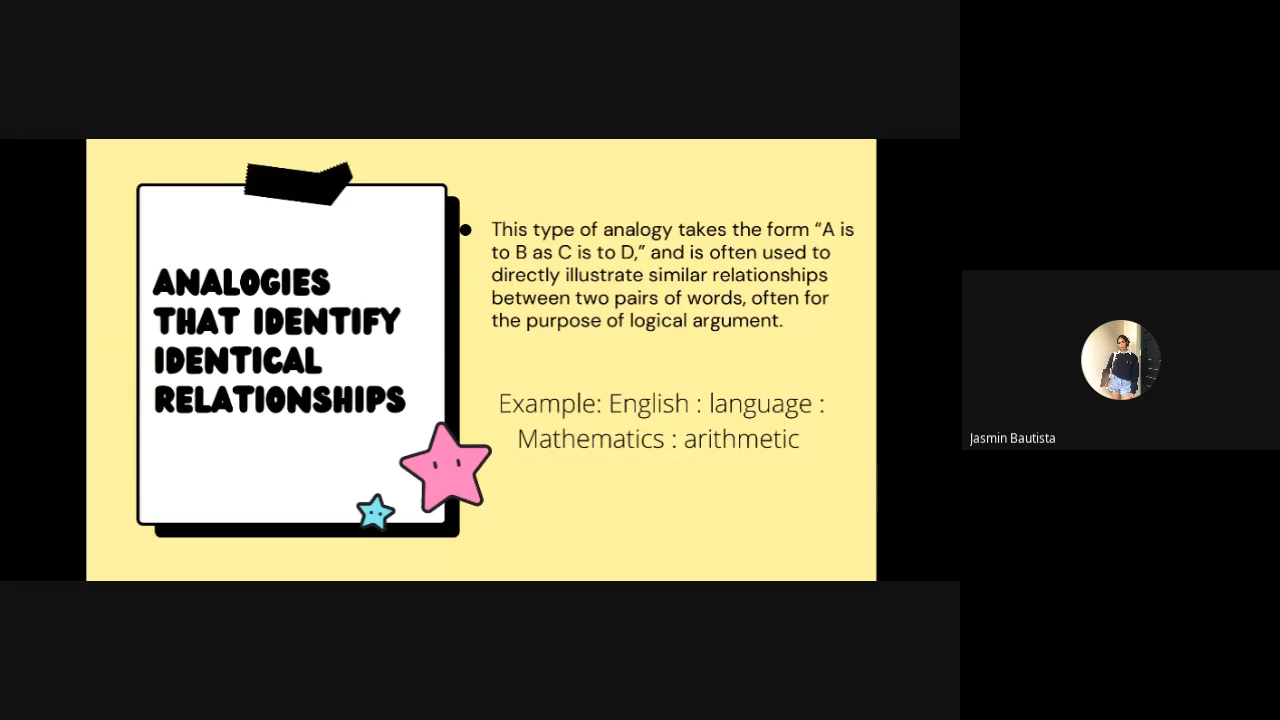 ANALOGIES
THAT IDENTIFY
IDENTICAL
RELATIONSHIPS
This type of analogy takes the form “A is
to B as C is to D,” and is often used to
directly illustrate similar relationships
between two pairs of words, often for
the purpose of logical argument.
Example: English : language :
Mathematics : arithmetic
Jasmin Bautista